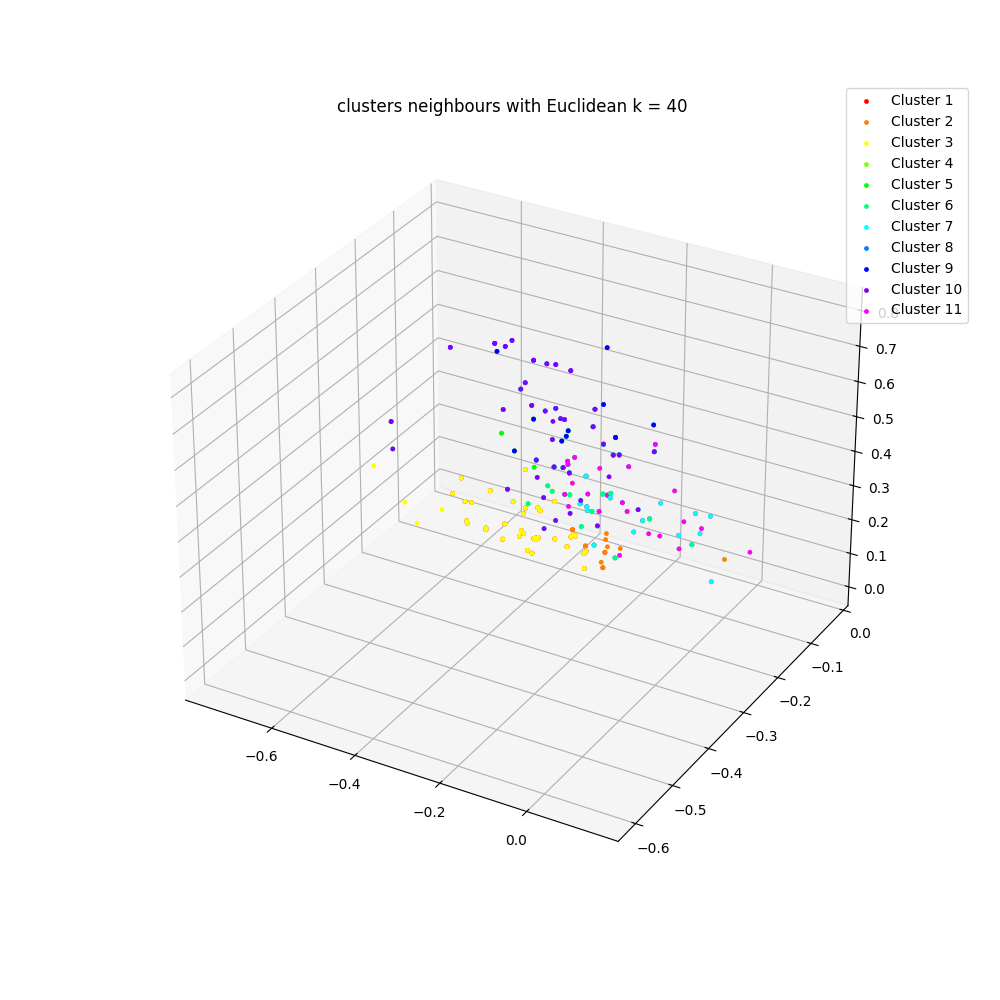 clusters neighbours with Euclidean k = 40
Cluster 1
Cluster 2
Cluster 3
Cluster 4
Cluster 5
Cluster 6
Cluster 7
Cluster 8
Cluster 9
Cluster 10
Cluster 11
0.7
0.6
0.5
0.4
0.3
0.2
0.1
0.0
0.0
−0.1
−0.2
−0.3
−0.4
−0.5
−0.6
−0.6
−0.4
−0.2
0.0